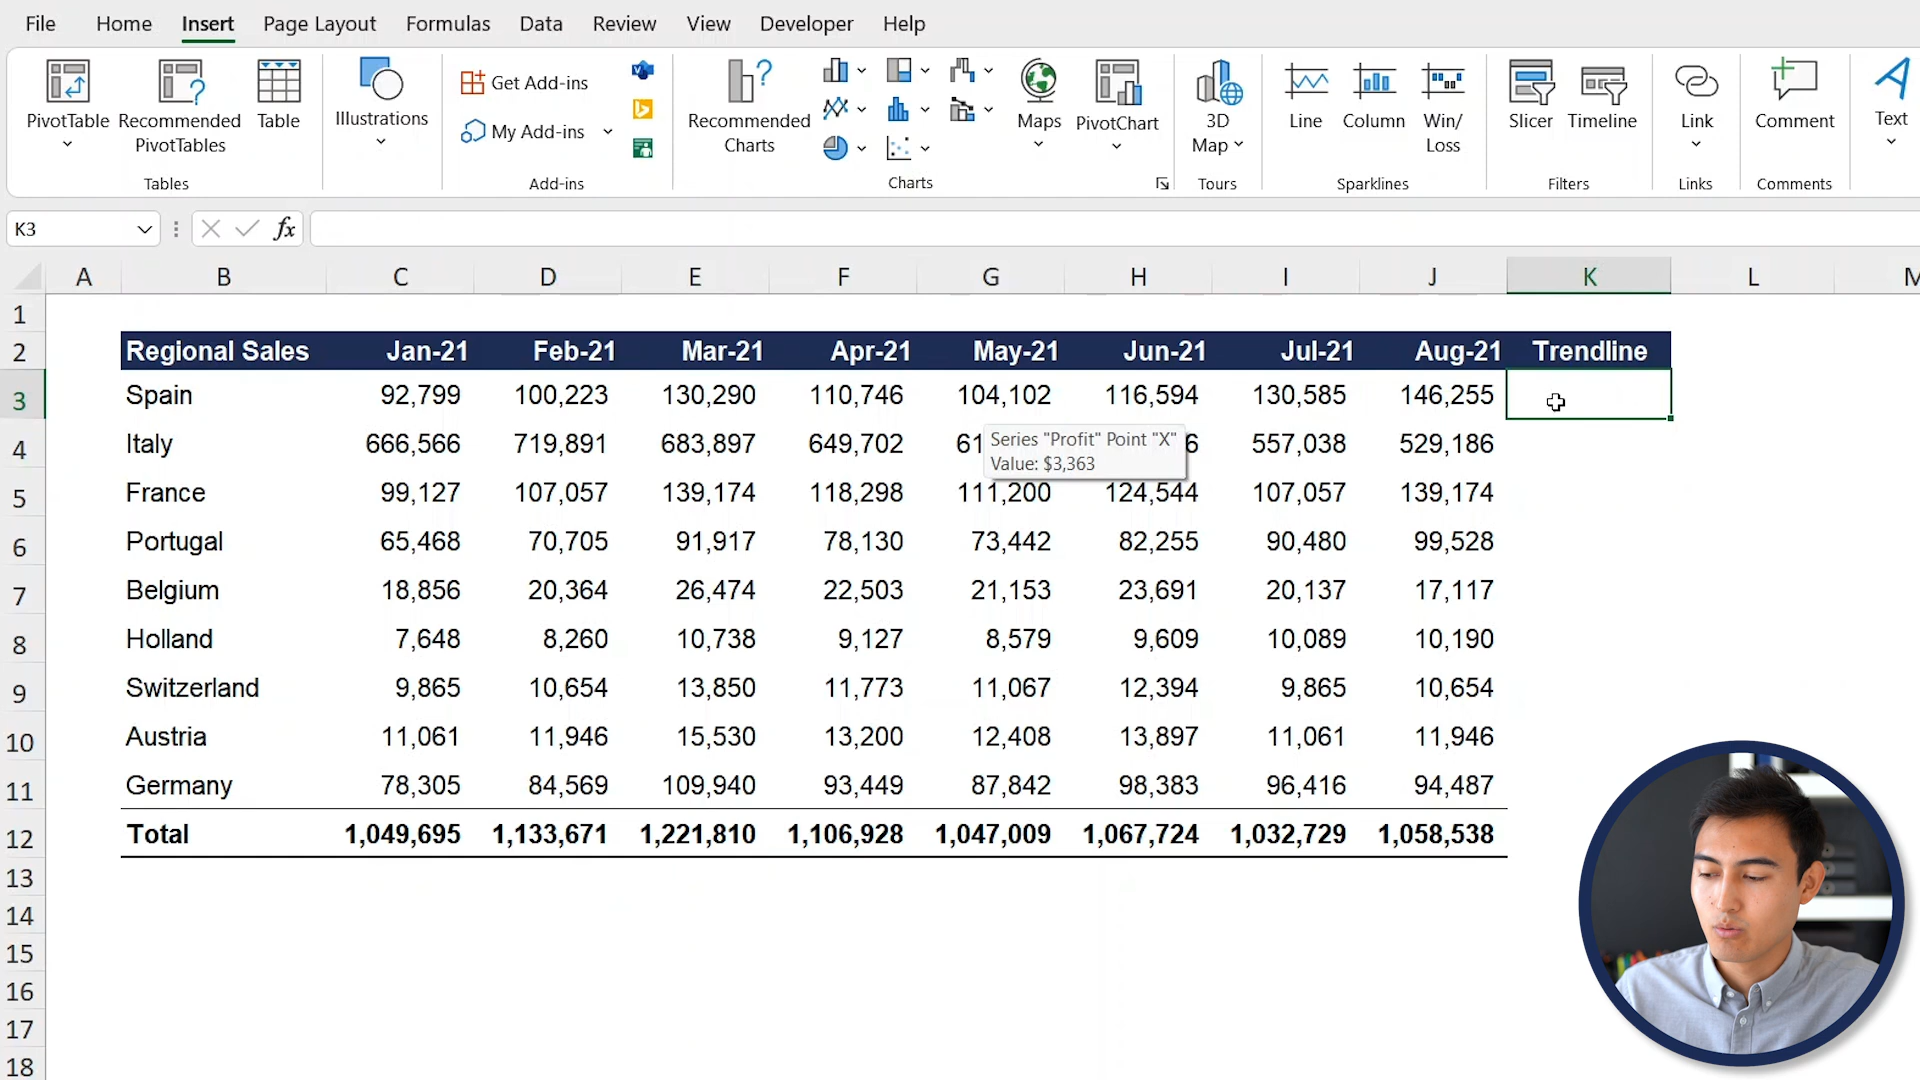 File Home Insert Page Layout Formulas Data Review View Developer Help
PivotTable Recommended PivotTables Table Illustrations Get Add-ins My Add-ins Recommended Charts Maps PivotChart 3D Map Line Column Win/ Loss Slicer Timeline Link Comment Text
Tables Add-ins Charts Tours Sparklines Filters Links Comments
K3 fx
A B C D E F G H I J K L M
1
2 Regional Sales Jan-21 Feb-21 Mar-21 Apr-21 May-21 Jun-21 Jul-21 Aug-21 Trendline
3 Spain 92,799 100,223 130,290 110,746 104,102 116,594 130,585 146,255
4 Italy 666,566 719,891 683,897 649,702 557,038 529,186
Series "Profit" Point "X"
Value: $3,363
5 France 99,127 107,057 139,174 118,298 111,200 124,544 107,057 139,174
6 Portugal 65,468 70,705 91,917 78,130 73,442 82,255 90,480 99,528
7 Belgium 18,856 20,364 26,474 22,503 21,153 23,691 20,137 17,117
8 Holland 7,648 8,260 10,738 9,127 8,579 9,609 10,089 10,190
9 Switzerland 9,865 10,654 13,850 11,773 11,067 12,394 9,865 10,654
10 Austria 11,061 11,946 15,530 13,200 12,408 13,897 11,061 11,946
11 Germany 78,305 84,569 109,940 93,449 87,842 98,383 96,416 94,487
12 Total 1,049,695 1,133,671 1,221,810 1,106,928 1,047,009 1,067,724 1,032,729 1,058,538
13
14
15
16
17
18